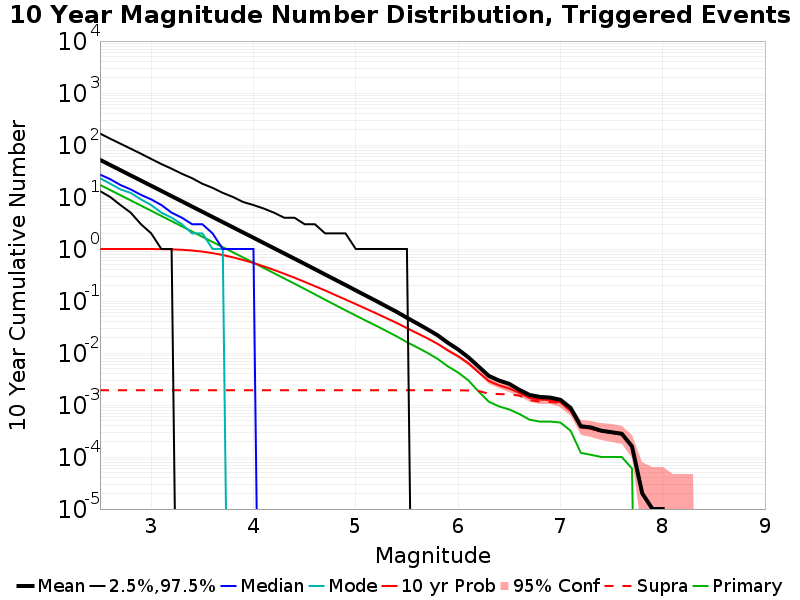 10 Year Magnitude Number Distribution, Triggered Events
10 Year Cumulative Number
10^4
10^3
10^2
10^1
10^0
10^-1
10^-2
10^-3
10^-4
10^-5
3 4 5 6 7 8 9
Magnitude
Mean 2.5%,97.5% Median Mode 10 yr Prob 95% Conf Supra Primary